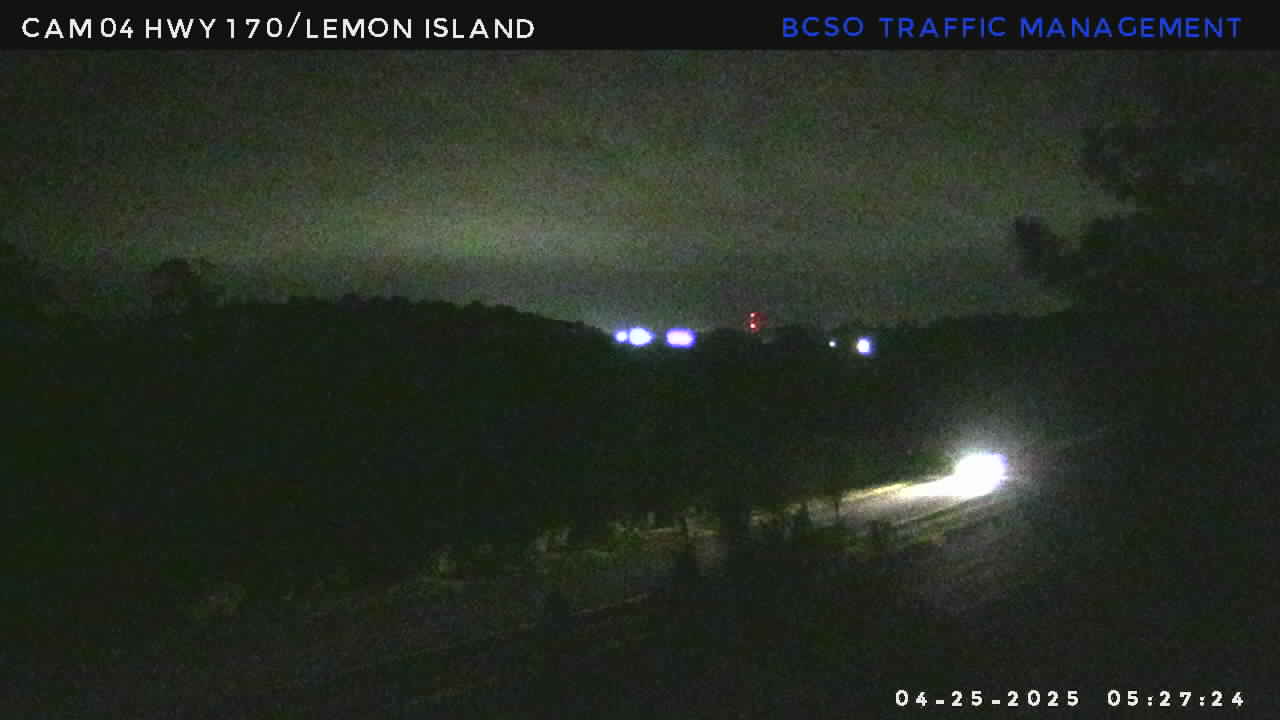 CAM04 HWY 170/LEMON ISLAND
BCSO TRAFFIC MANAGEMENT
04-25-2025 05:27:24